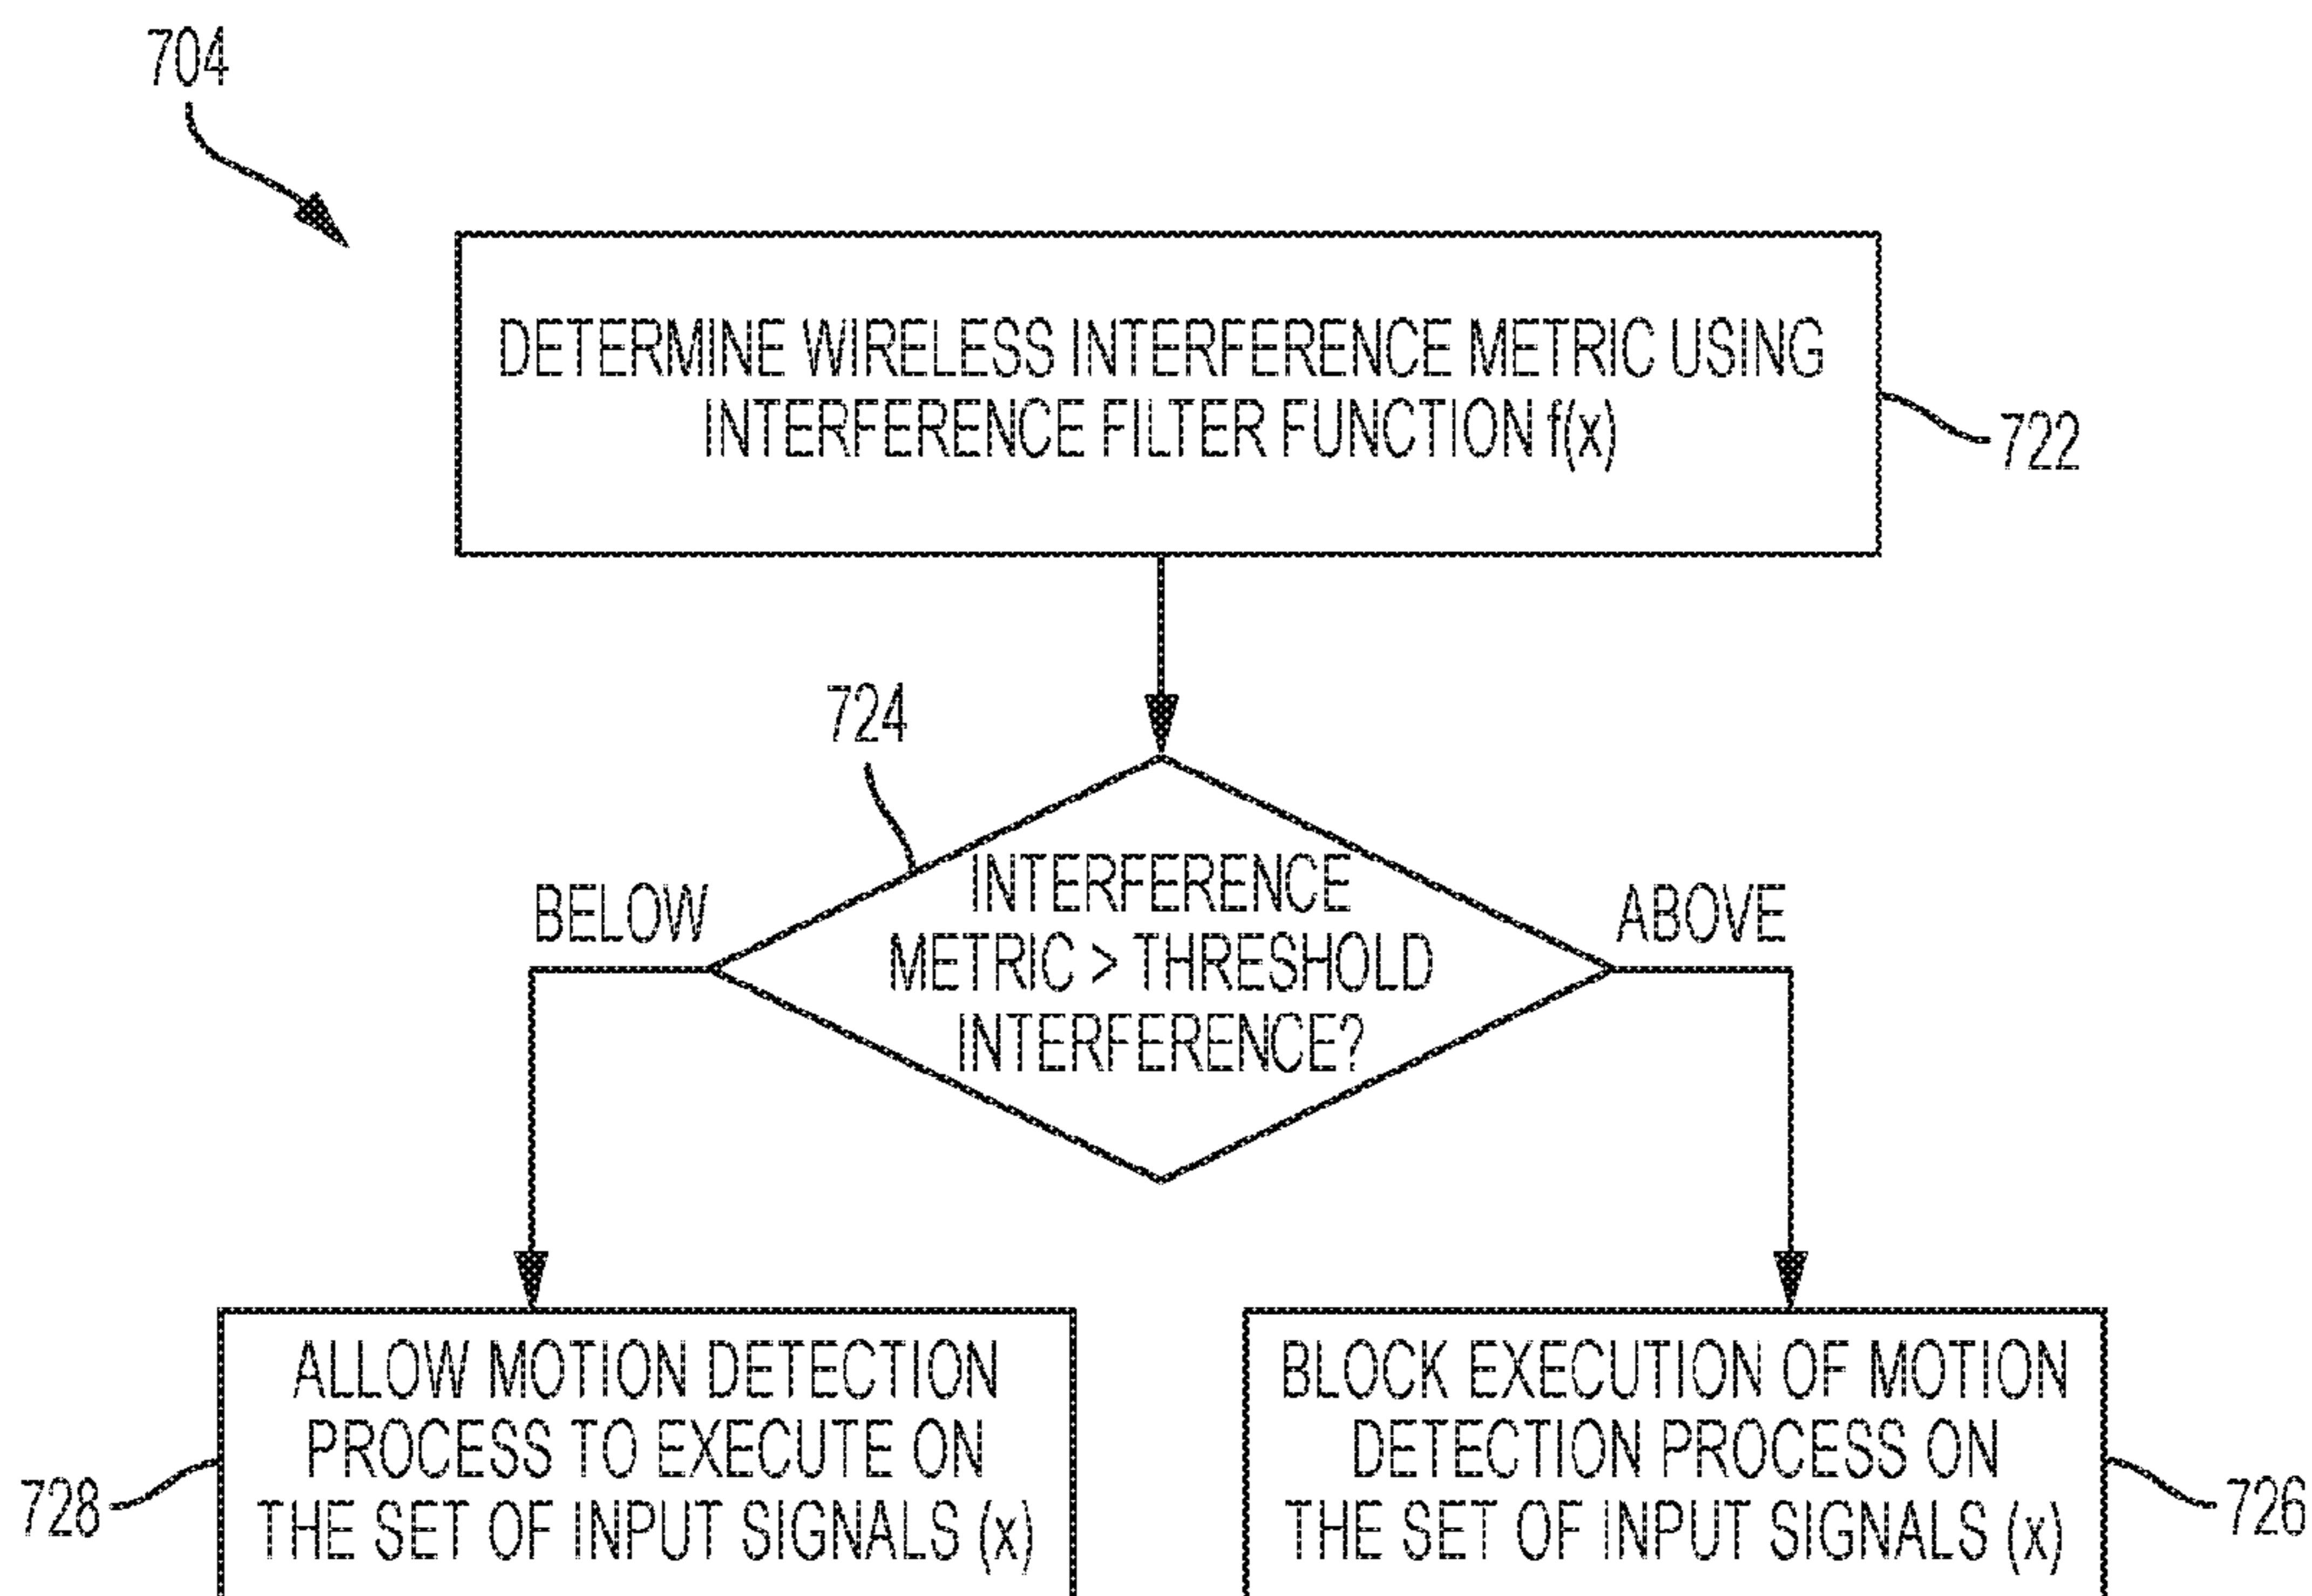 704
DETERMINE WIRELESS INTERFERENCE METRIC USING
INTERFERENCE FILTER FUNCTION f(x)
722
724
INTERFERENCE
METRIC > THRESHOLD
INTERFERENCE?
BELOW
ABOVE
ALLOW MOTION DETECTION
PROCESS TO EXECUTE ON
THE SET OF INPUT SIGNALS (x)
728
BLOCK EXECUTION OF MOTION
DETECTION PROCESS ON
THE SET OF INPUT SIGNALS (x)
726